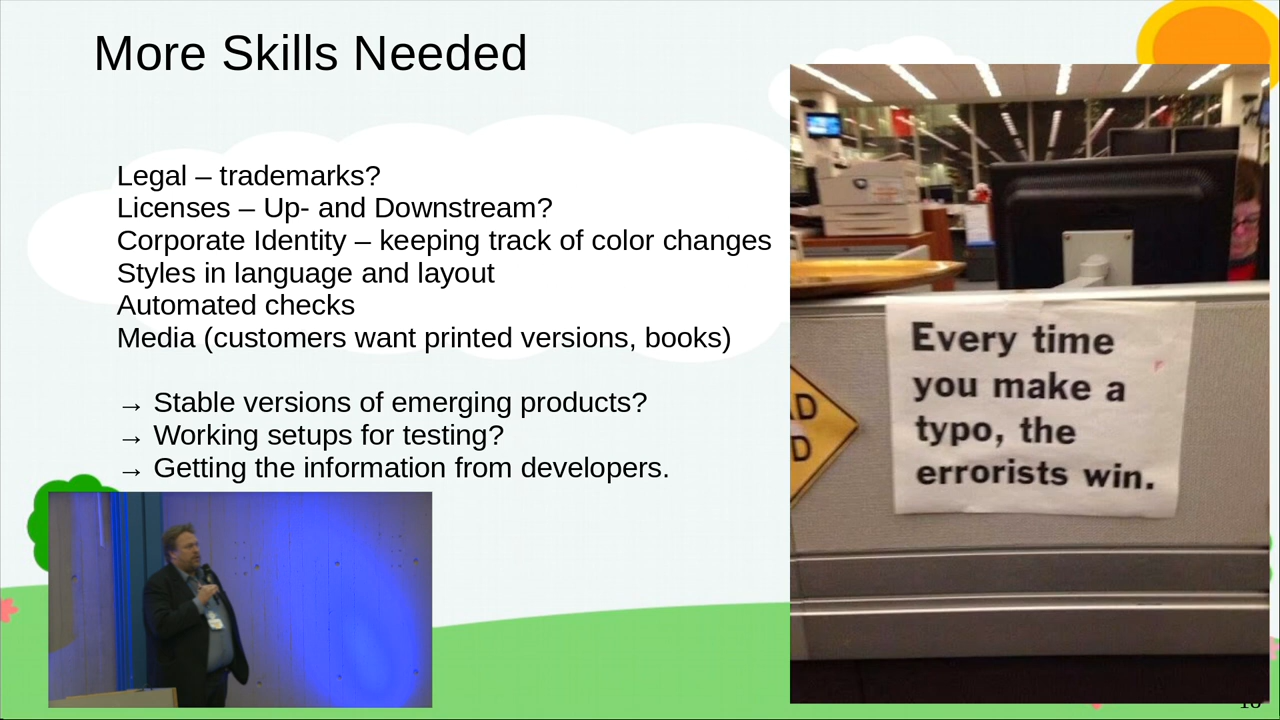 More Skills Needed
Legal – trademarks?
Licenses – Up- and Downstream?
Corporate Identity – keeping track of color changes
Styles in language and layout
Automated checks
Media (customers want printed versions, books)
→ Stable versions of emerging products?
→ Working setups for testing?
→ Getting the information from developers.
Every time
you make a
typo, the
errorists win.